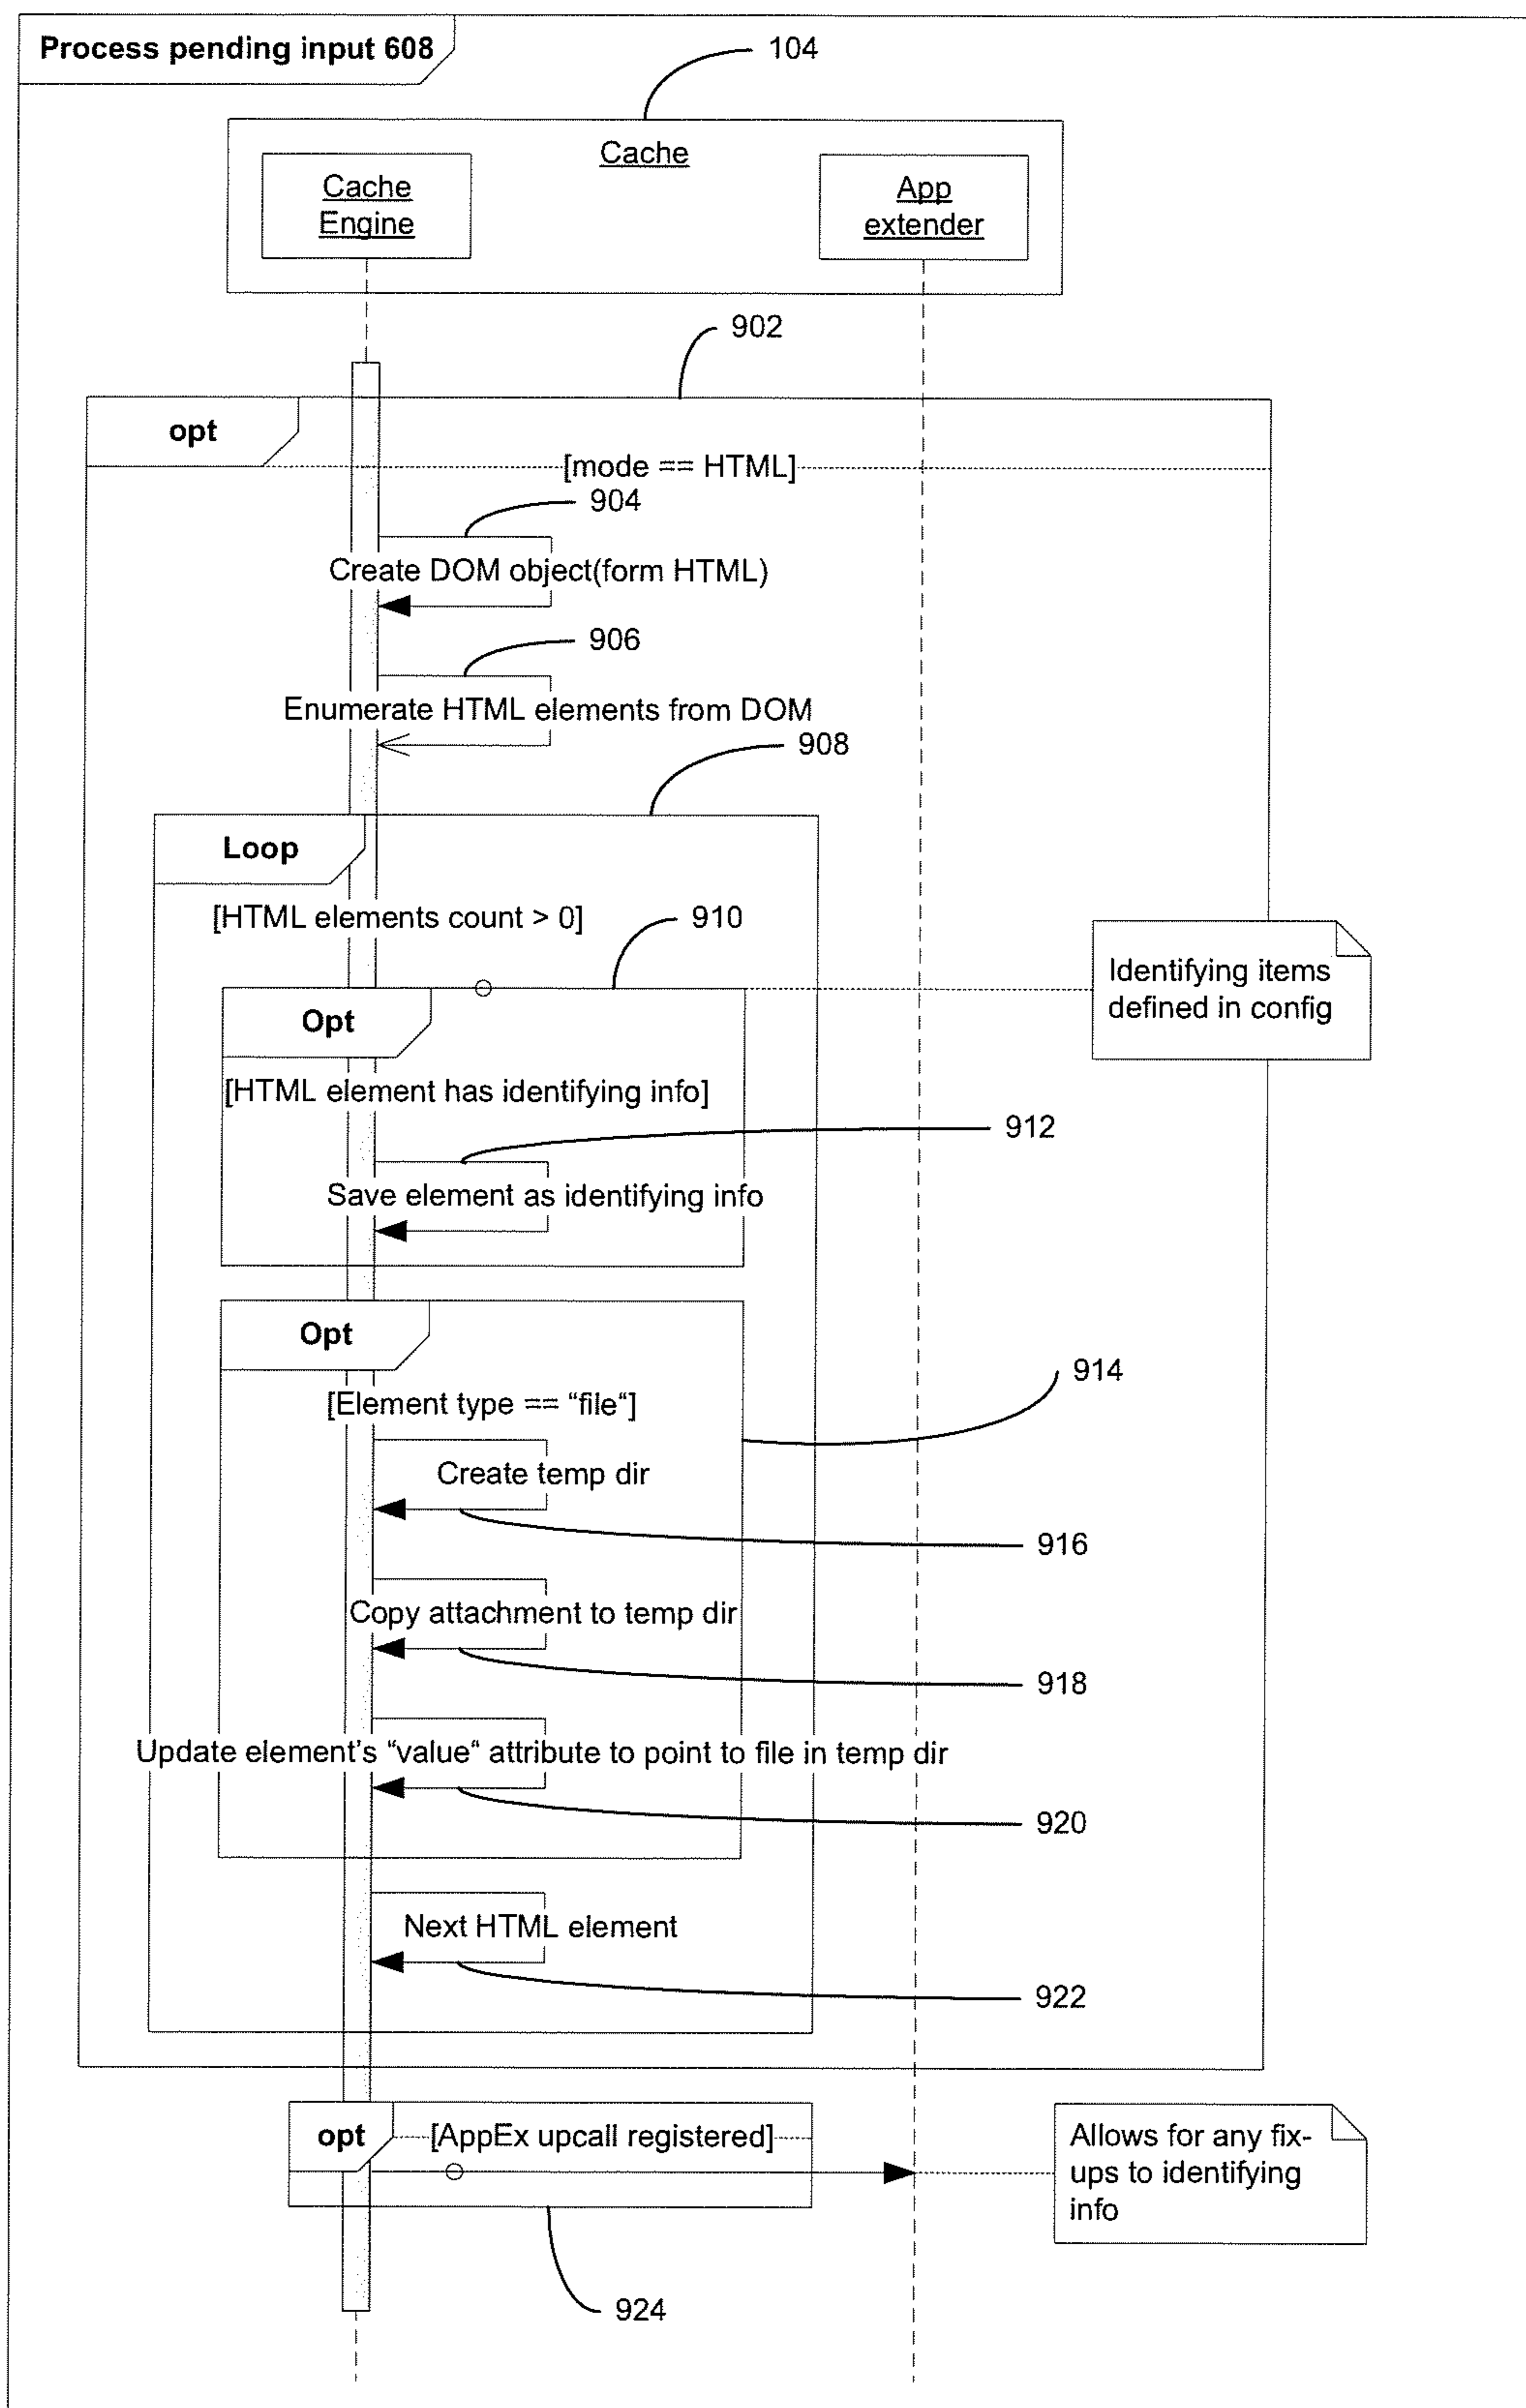 Process pending input 608
104
Cache
Cache
Engine
App
extender
902
opt
[mode == HTML]
904
Create DOM object(form HTML)
906
Enumerate HTML elements from DOM
908
Loop
[HTML elements count > 0]
910
Identifying items
defined in config
Opt
[HTML element has identifying info]
912
Save element as identifying info
Opt
914
[Element type == “file“]
Create temp dir
916
Copy attachment to temp dir
918
Update element’s “value“ attribute to point to file in temp dir
920
Next HTML element
922
opt
[AppEx upcall registered]
Allows for any fix-
ups to identifying
info
924